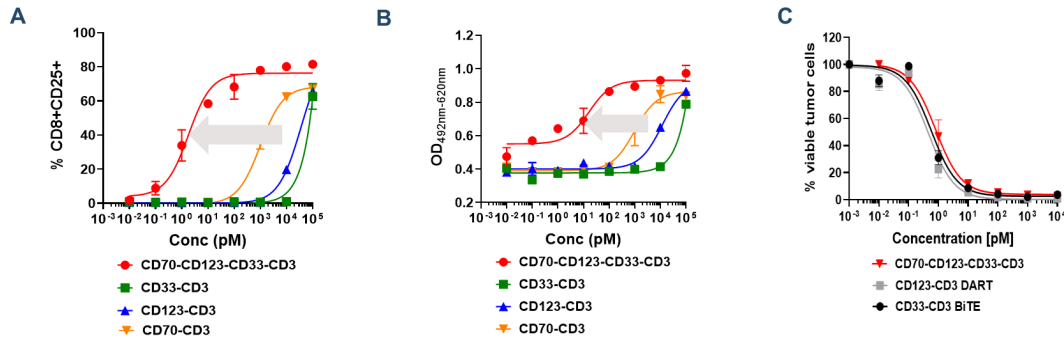 A
% CD8+CD25+
100
80
60
40
20
0
10-3 10-2 10-1 100 101 102 103 104 105
Conc (pM)
CD70-CD123-CD33-CD3
CD33-CD3
CD123-CD3
CD70-CD3
B
OD492nm-620nm
1.2
1.0
0.8
0.6
0.4
0.2
10-3 10-2 10-1 100 101 102 103 104 105
Conc (pM)
CD70-CD123-CD33-CD3
CD33-CD3
CD123-CD3
CD70-CD3
C
% viable tumor cells
120
100
80
60
40
20
0
10-3 10-2 10-1 100 101 102 103 104
Concentration [pM]
CD70-CD123-CD33-CD3
CD123-CD3 DART
CD33-CD3 BiTE